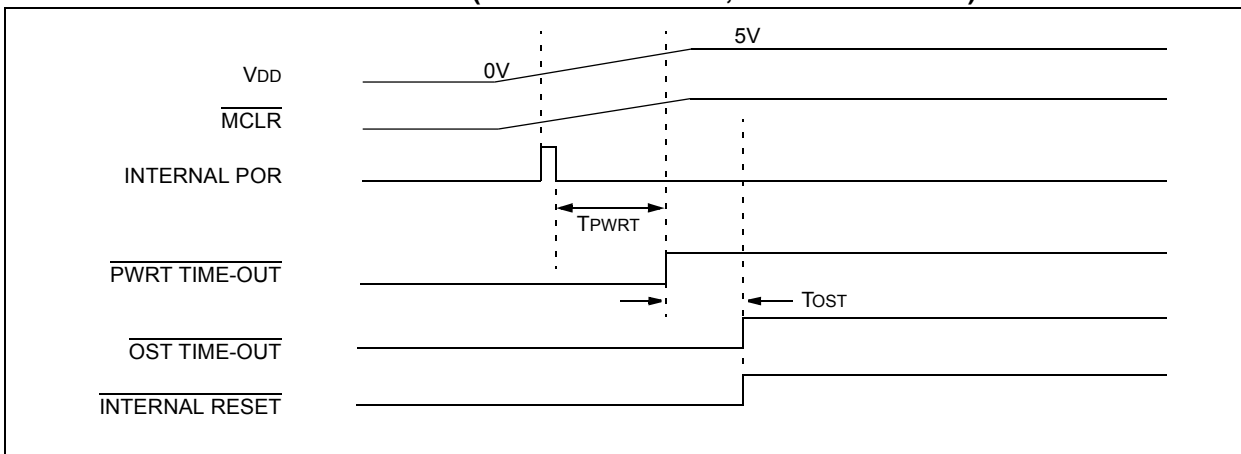 5V
VDD
0V
MCLR
INTERNAL POR
TPWRT
PWRT TIME-OUT
TOST
OST TIME-OUT
INTERNAL RESET